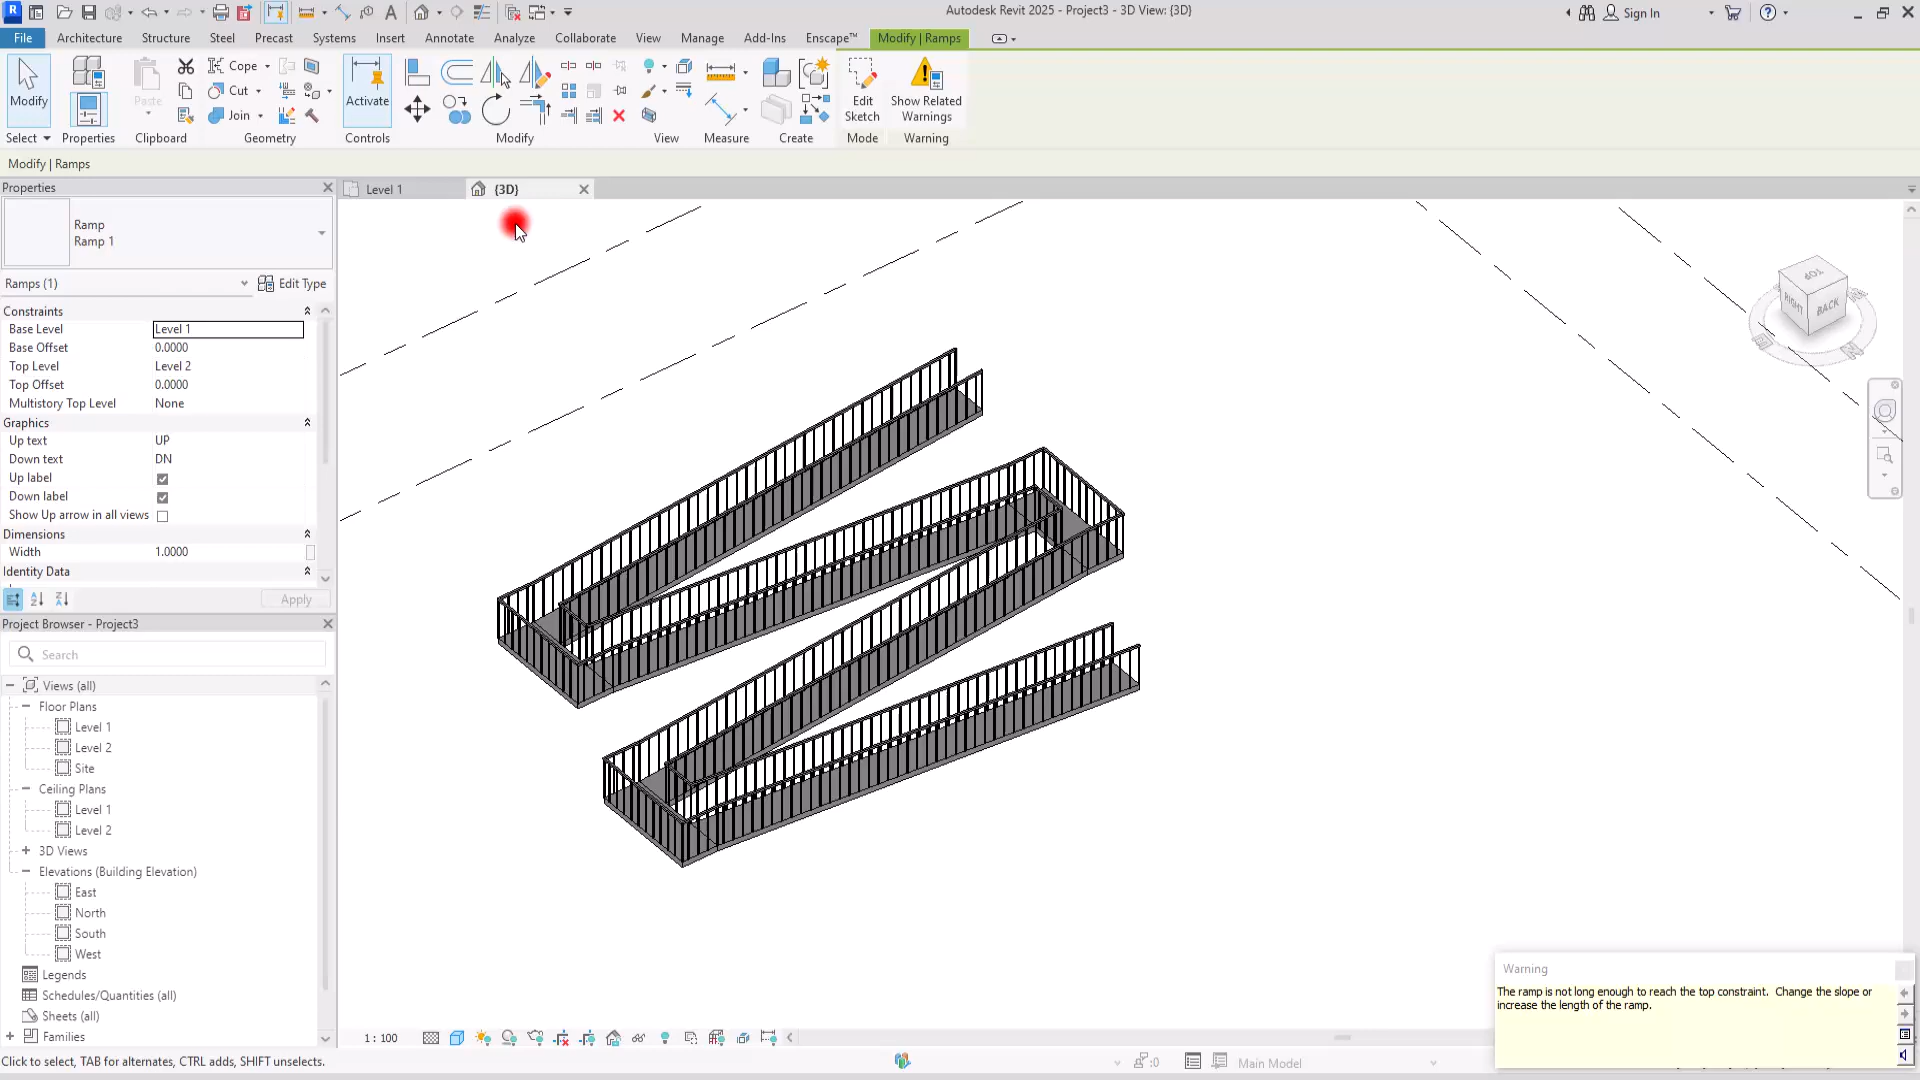 Autodesk Revit 2025 - Project3 - 3D View: {3D}
Sign In
File Architecture Structure Steel Precast Systems Insert Annotate Analyze Collaborate View Manage Add-Ins Enscape™ Modify | Ramps
Modify
Paste
Cope
Cut
Join
Activate
Edit Sketch
Show Related Warnings
Select Properties Clipboard Geometry Controls Modify View Measure Create Mode Warning
Modify | Ramps
Properties
Level 1
{3D}
Ramp
Ramp 1
Ramps (1)
Edit Type
Constraints
Base Level Level 1
Base Offset 0.0000
Top Level Level 2
Top Offset 0.0000
Multistory Top Level None
Graphics
Up text UP
Down text DN
Up label
Down label
Show Up arrow in all views
Dimensions
Width 1.0000
Identity Data
Apply
Project Browser - Project3
Search
Views (all)
Floor Plans
Level 1
Level 2
Site
Ceiling Plans
Level 1
Level 2
3D Views
Elevations (Building Elevation)
East
North
South
West
Legends
Schedules/Quantities (all)
Sheets (all)
Families
TOP
RIGHT
BACK
Warning
The ramp is not long enough to reach the top constraint. Change the slope or
increase the length of the ramp.
1 : 100
Click to select, TAB for alternates, CTRL adds, SHIFT unselects.
:0
Main Model